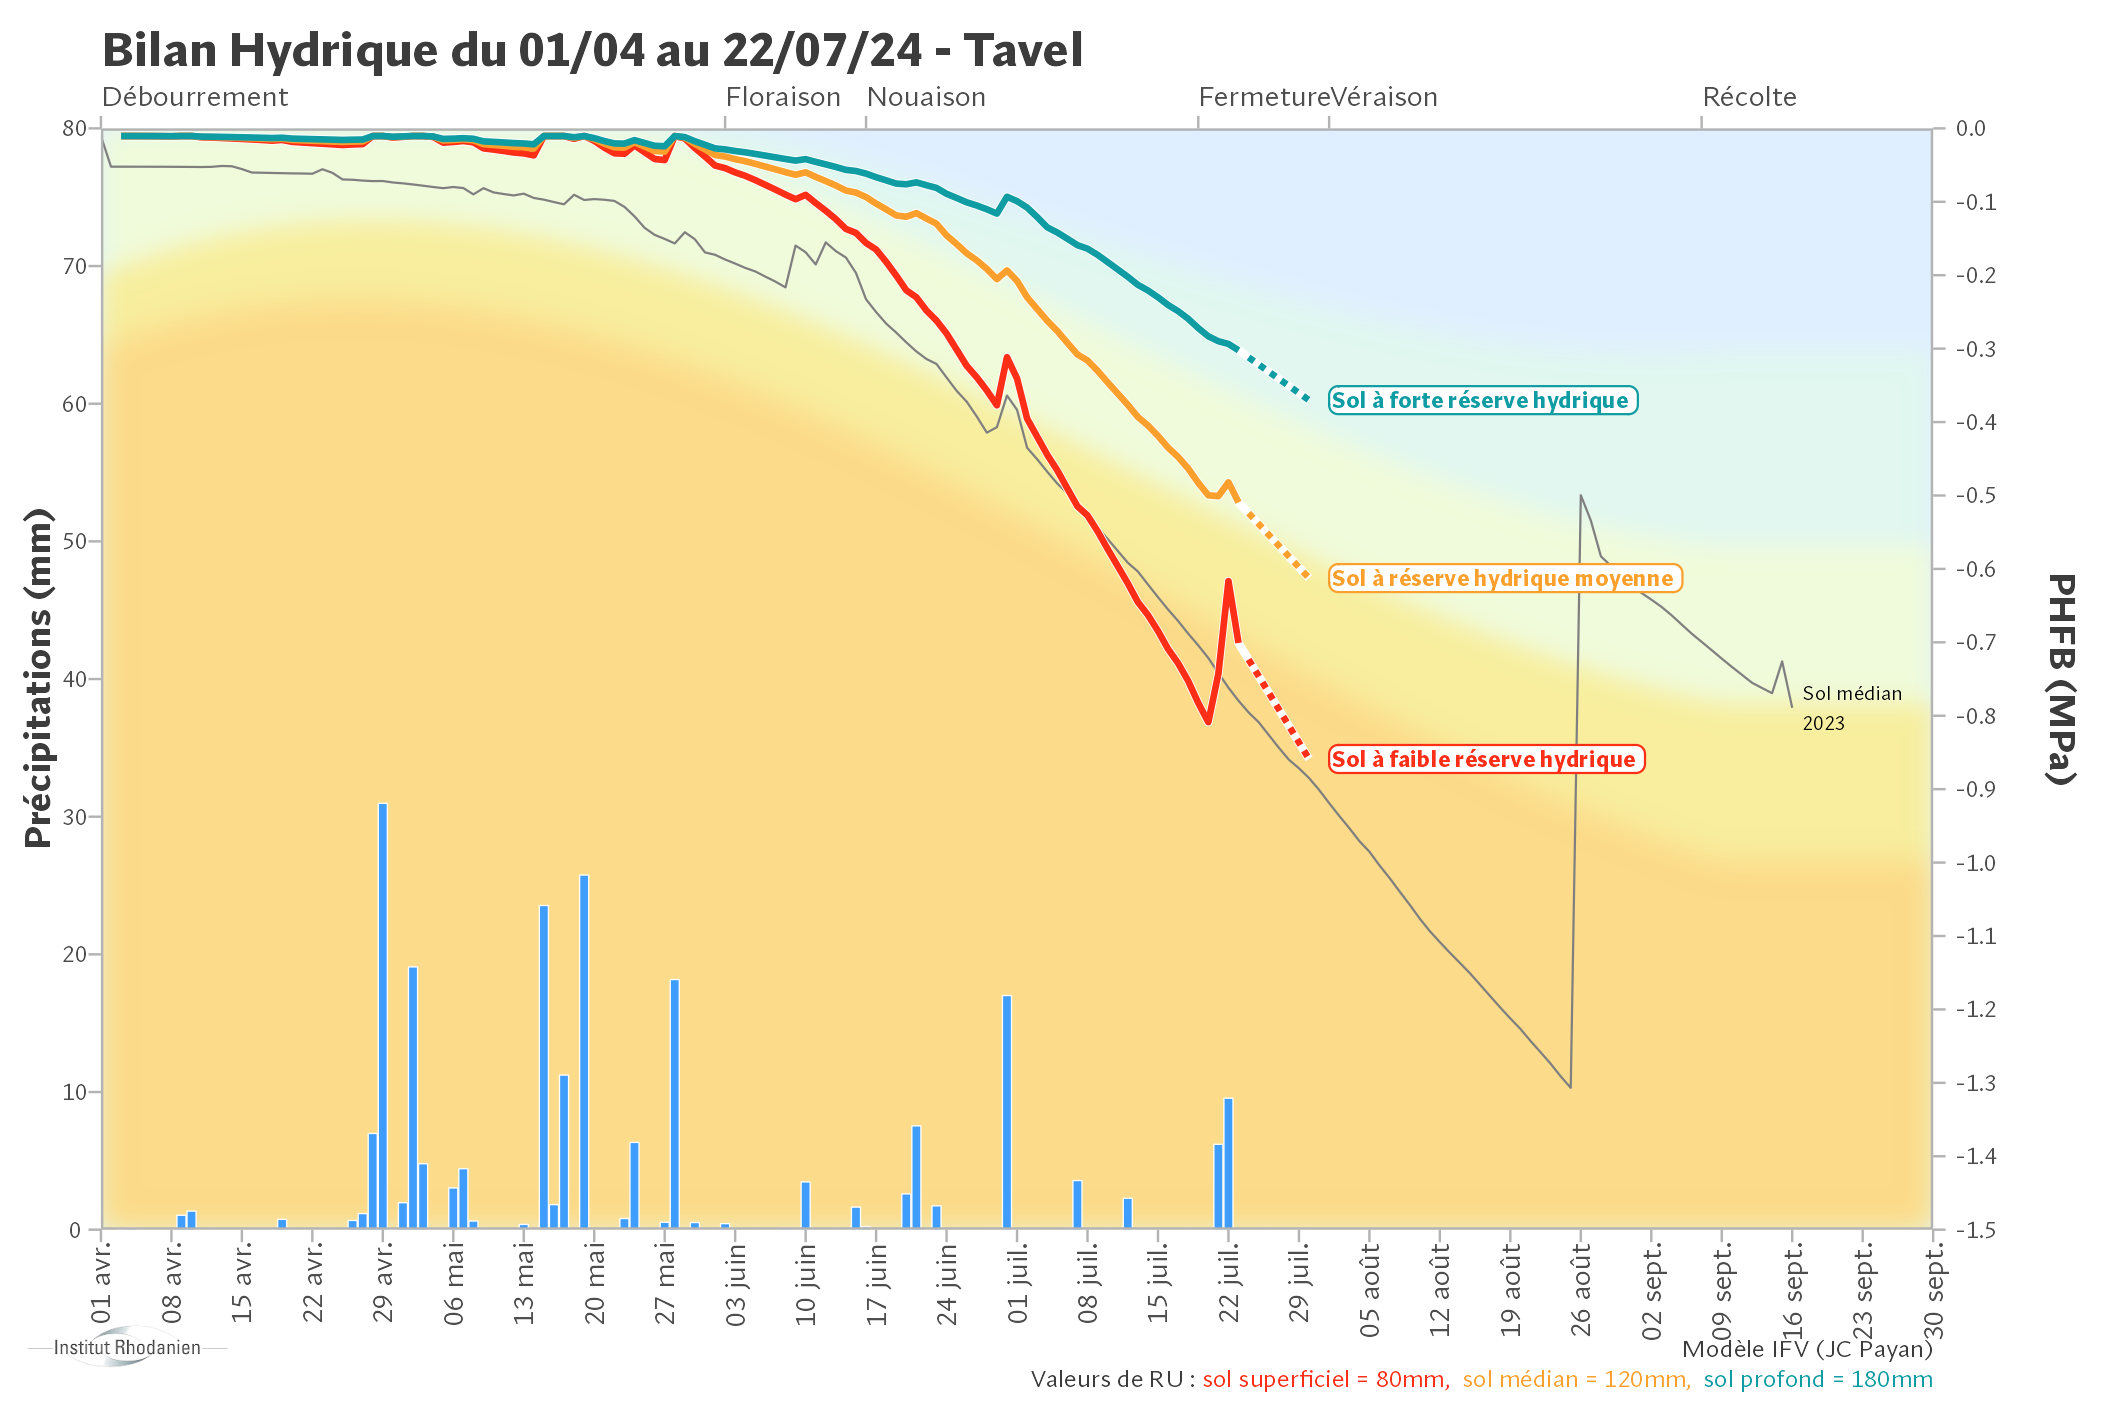 Bilan Hydrique du 01/04 au 22/07/24 - Tavel
Débourrement
Floraison
Nouaison
Fermeture
Véraison
Récolte
Précipitations (mm)
80
70
60
50
40
30
20
10
0
PHFB (MPa)
0.0
-0.1
-0.2
-0.3
-0.4
-0.5
-0.6
-0.7
-0.8
-0.9
-1.0
-1.1
-1.2
-1.3
-1.4
-1.5
Sol à forte réserve hydrique
Sol à réserve hydrique moyenne
Sol médian
2023
Sol à faible réserve hydrique
01 avr.
08 avr.
15 avr.
22 avr.
29 avr.
06 mai
13 mai
20 mai
27 mai
03 juin
10 juin
17 juin
24 juin
01 juil.
08 juil.
15 juil.
22 juil.
29 juil.
05 août
12 août
19 août
26 août
02 sept.
09 sept.
16 sept.
23 sept.
30 sept.
Institut Rhodanien
Modèle IFV (JC Payan)
Valeurs de RU : sol superficiel = 80mm, sol médian = 120mm, sol profond = 180mm